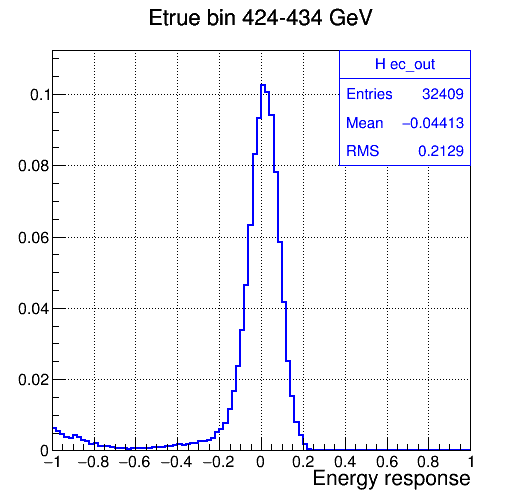 Etrue bin 424-434 GeV
H ec_out
Entries 32409
Mean −0.04413
RMS 0.2129
0.1
0.08
0.06
0.04
0.02
0
−1 −0.8 −0.6 −0.4 −0.2 0 0.2 0.4 0.6 0.8 1
Energy response